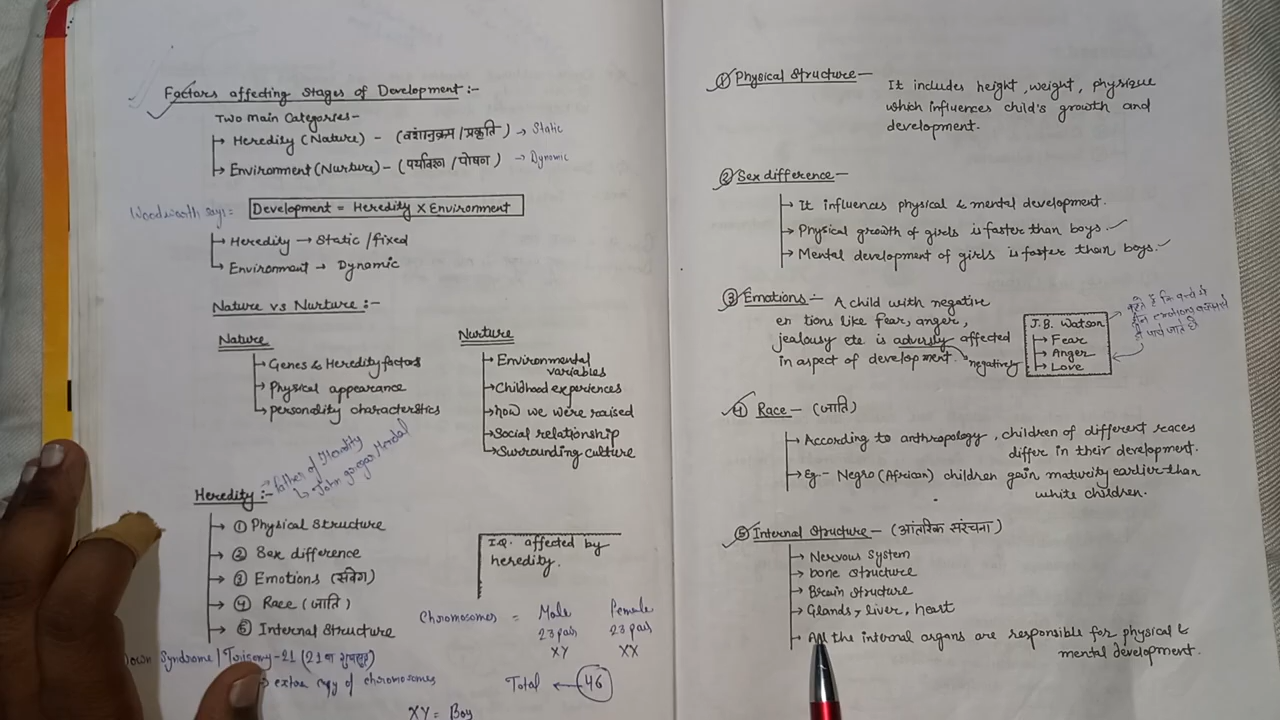 Factors affecting Stages of Development :-
Two main Categories-
→ Heredity (Nature) - (वंशानुक्रम / प्रकृति) → Static
→ Environment (Nurture) - (पर्यावरण / पोषण) → Dynamic
Woodworth says:- Development = Heredity X Environment
→ Heredity → Static / fixed
→ Environment → Dynamic
Nature vs Nurture :-
Nature
→ Genes & Heredity factors
→ Physical appearance
→ personality characterstics
Nurture
→ Environmental
variables
→ Childhood experiences
→ how we were raised
→ Social relationship
→ Surrounding culture
Heredity :-
→ father of Heredity
→ John gregor Mendal
→ ① Physical Structure
→ ② Sex difference
→ ③ Emotions (संवेग)
→ ④ Race (जाति)
→ ⑤ Internal Structure
I.Q. affected by
heredity.
Chromosomes = Male Female
23 pair 23 pair
XY XX
Total ← 46
Down Syndrome / Trisomy-21 (21वा गुणसूत्र)
→ extra copy of chromosomes
XY = Boy
① Physical Structure — It includes height, weight, physique
which influences child's growth and
development.
② Sex difference —
→ It influences physical & mental development.
→ Physical growth of girls is faster than boys.
→ Mental development of girls is faster than boys.
③ Emotions :- A child with negative
em tions like fear, anger,
jealousy etc is adversly affected
in aspect of development. negatively
J.B. Watson
→ Fear
→ Anger
→ Love
④ Race — (जाति)
→ According to anthropology, children of different reaces
differ in their development.
→ Eg - Negro (African) children gain maturity earlier than
white children.
⑤ Internal Structure — (आंतरिक संरचना)
→ Nervous System
→ bone structure
→ Brain structure
→ Glands, liver, heart
→ All the internal organs are responsible for physical &
mental development.